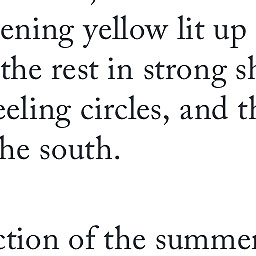 ening yellow lit up
the rest in strong sh
eeling circles, and th
he south.
ction of the summer